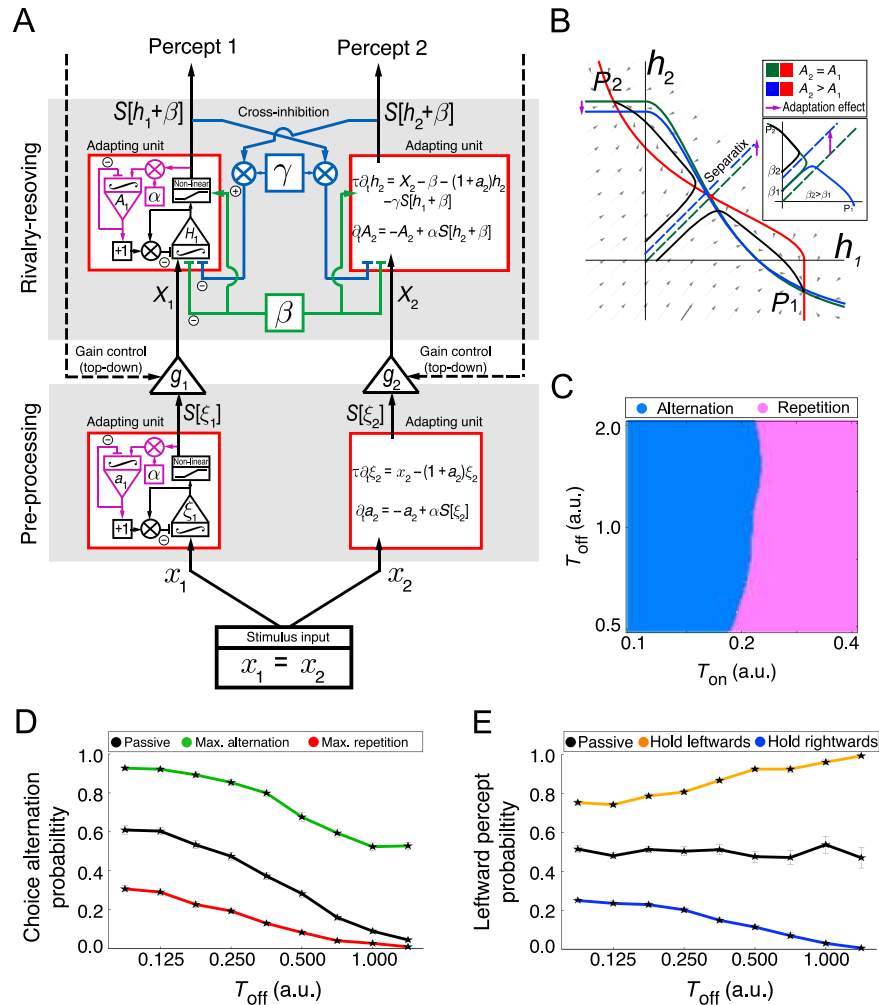 A
Percept 1
Percept 2
S[h1+β]
Cross-inhibition
S[h2+β]
Rivalry-resoving
Adapting unit
Adapting unit
γ
A1
α
Non-linear
+1
H1
τ∂th2 = X2 − β − (1+a2)h2
−γS[h1+β]
∂tA2 = −A2 + αS[h2+β]
X1
β
X2
Gain control
(top-down)
g1
g2
Gain control
(top-down)
S[ξ1]
S[ξ2]
Pre-processing
Adapting unit
Adapting unit
a1
α
Non-linear
+1
ξ1
τ∂tξ2 = x2 − (1+a2)ξ2
∂ta2 = −a2 + αS[ξ2]
x1
x2
Stimulus input
x1 = x2
B
P2
h2
A2 = A1
A2 > A1
Adaptation effect
Separatix
P2
β2
β1
β2>β1
P1
h1
P1
C
Alternation
Repetition
Toff (a.u.)
2.0
1.0
0.5
0.1
0.2
0.4
Ton (a.u.)
D
Passive
Max. alternation
Max. repetition
Choice alternation
probabiltity
1.0
0.8
0.6
0.4
0.2
0.0
0.125
0.250
0.500
1.000
Toff (a.u.)
E
Passive
Hold leftwards
Hold rightwards
Leftward percept
probability
1.0
0.8
0.6
0.4
0.2
0.0
0.125
0.250
0.500
1.000
Toff (a.u.)